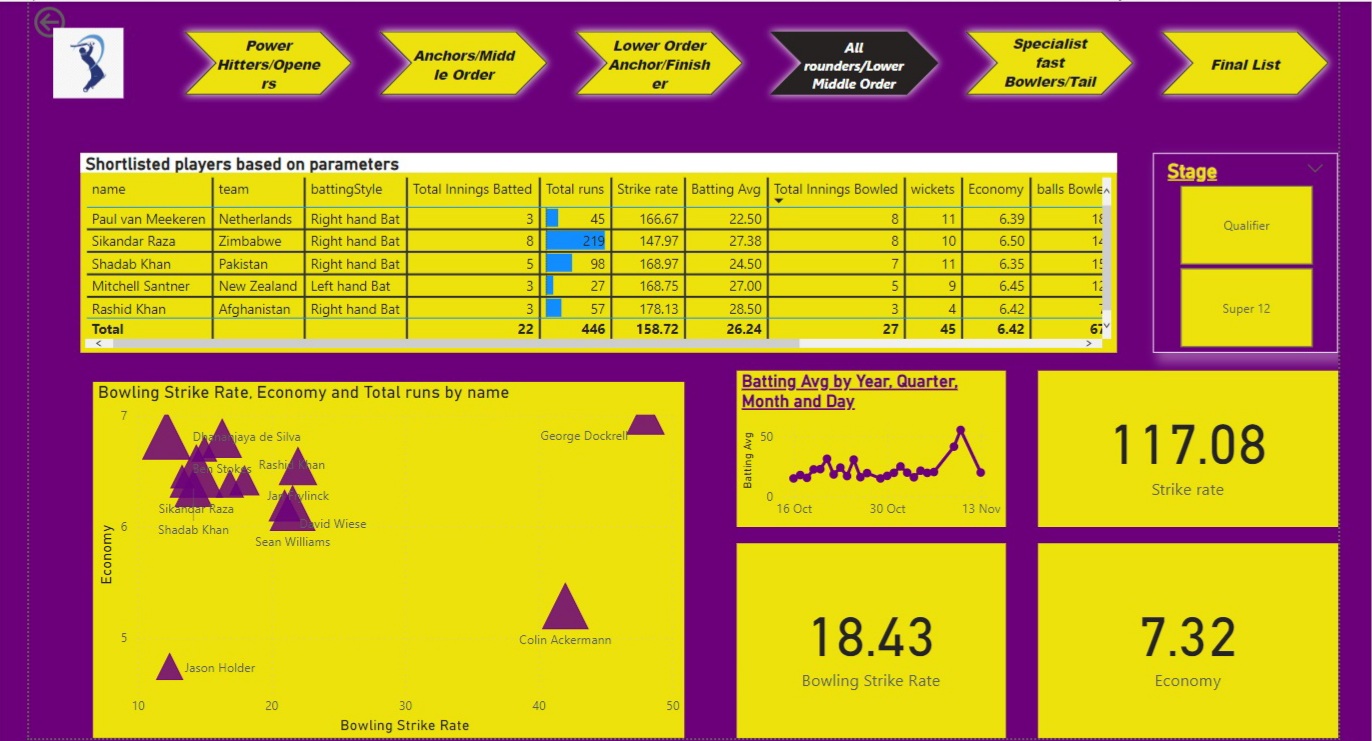 Power
Hitters/Opene
rs
Anchors/Midd
le Order
Lower Order
Anchor/Finish
er
All
rounders/Lower
Middle Order
Specialist
fast
Bowlers/Tail
Final List
Shortlisted players based on parameters
name team battingStyle Total Innings Batted Total runs Strike rate Batting Avg Total Innings Bowled wickets Economy balls Bowle
Paul van Meekeren Netherlands Right hand Bat 3 45 166.67 22.50 8 11 6.39 18
Sikandar Raza Zimbabwe Right hand Bat 8 219 147.97 27.38 8 10 6.50 14
Shadab Khan Pakistan Right hand Bat 5 98 168.97 24.50 7 11 6.35 15
Mitchell Santner New Zealand Left hand Bat 3 27 168.75 27.00 5 9 6.45 12
Rashid Khan Afghanistan Right hand Bat 3 57 178.13 28.50 3 4 6.42 7
Total 22 446 158.72 26.24 27 45 6.42 67
Stage
Qualifier
Super 12
Bowling Strike Rate, Economy and Total runs by name
7
Dhananjaya de Silva
George Dockrell
Ben Stokes
Rashid Khan
Jan Frylinck
Sikandar Raza
6
David Wiese
Shadab Khan
Sean Williams
Economy
5
Colin Ackermann
Jason Holder
10 20 30 40 50
Bowling Strike Rate
Batting Avg by Year, Quarter,
Month and Day
Batting Avg
50
0
16 Oct 30 Oct 13 Nov
117.08
Strike rate
18.43
Bowling Strike Rate
7.32
Economy